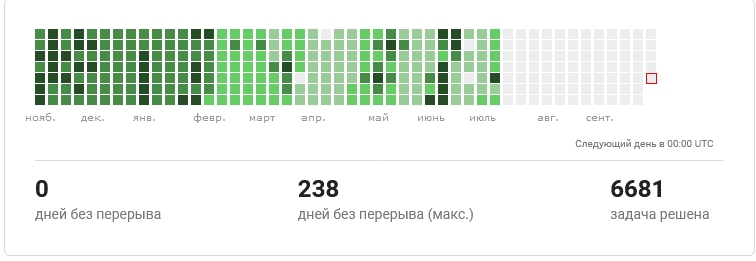 нояб. дек. янв. февр. март апр. май июнь июль авг. сент.
Следующий день в 00:00 UTC
0 238 6681
дней без перерыва дней без перерыва (макс.) задача решена